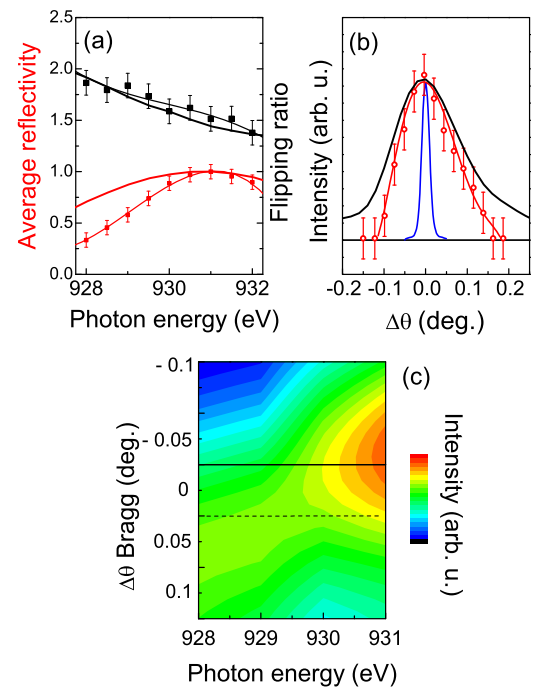 (a)
2.5
2.0
1.5
1.0
0.5
0.0
928
930
932
Average reflectivity
Flipping ratio
Photon energy (eV)
(b)
Intensity (arb. u.)
-0.2
-0.1
0.0
0.1
0.2
Δθ (deg.)
(c)
- 0.1
- 0.05
0
0.05
0.1
Δθ Bragg (deg.)
928
929
930
931
Photon energy (eV)
Intensity (arb. u.)